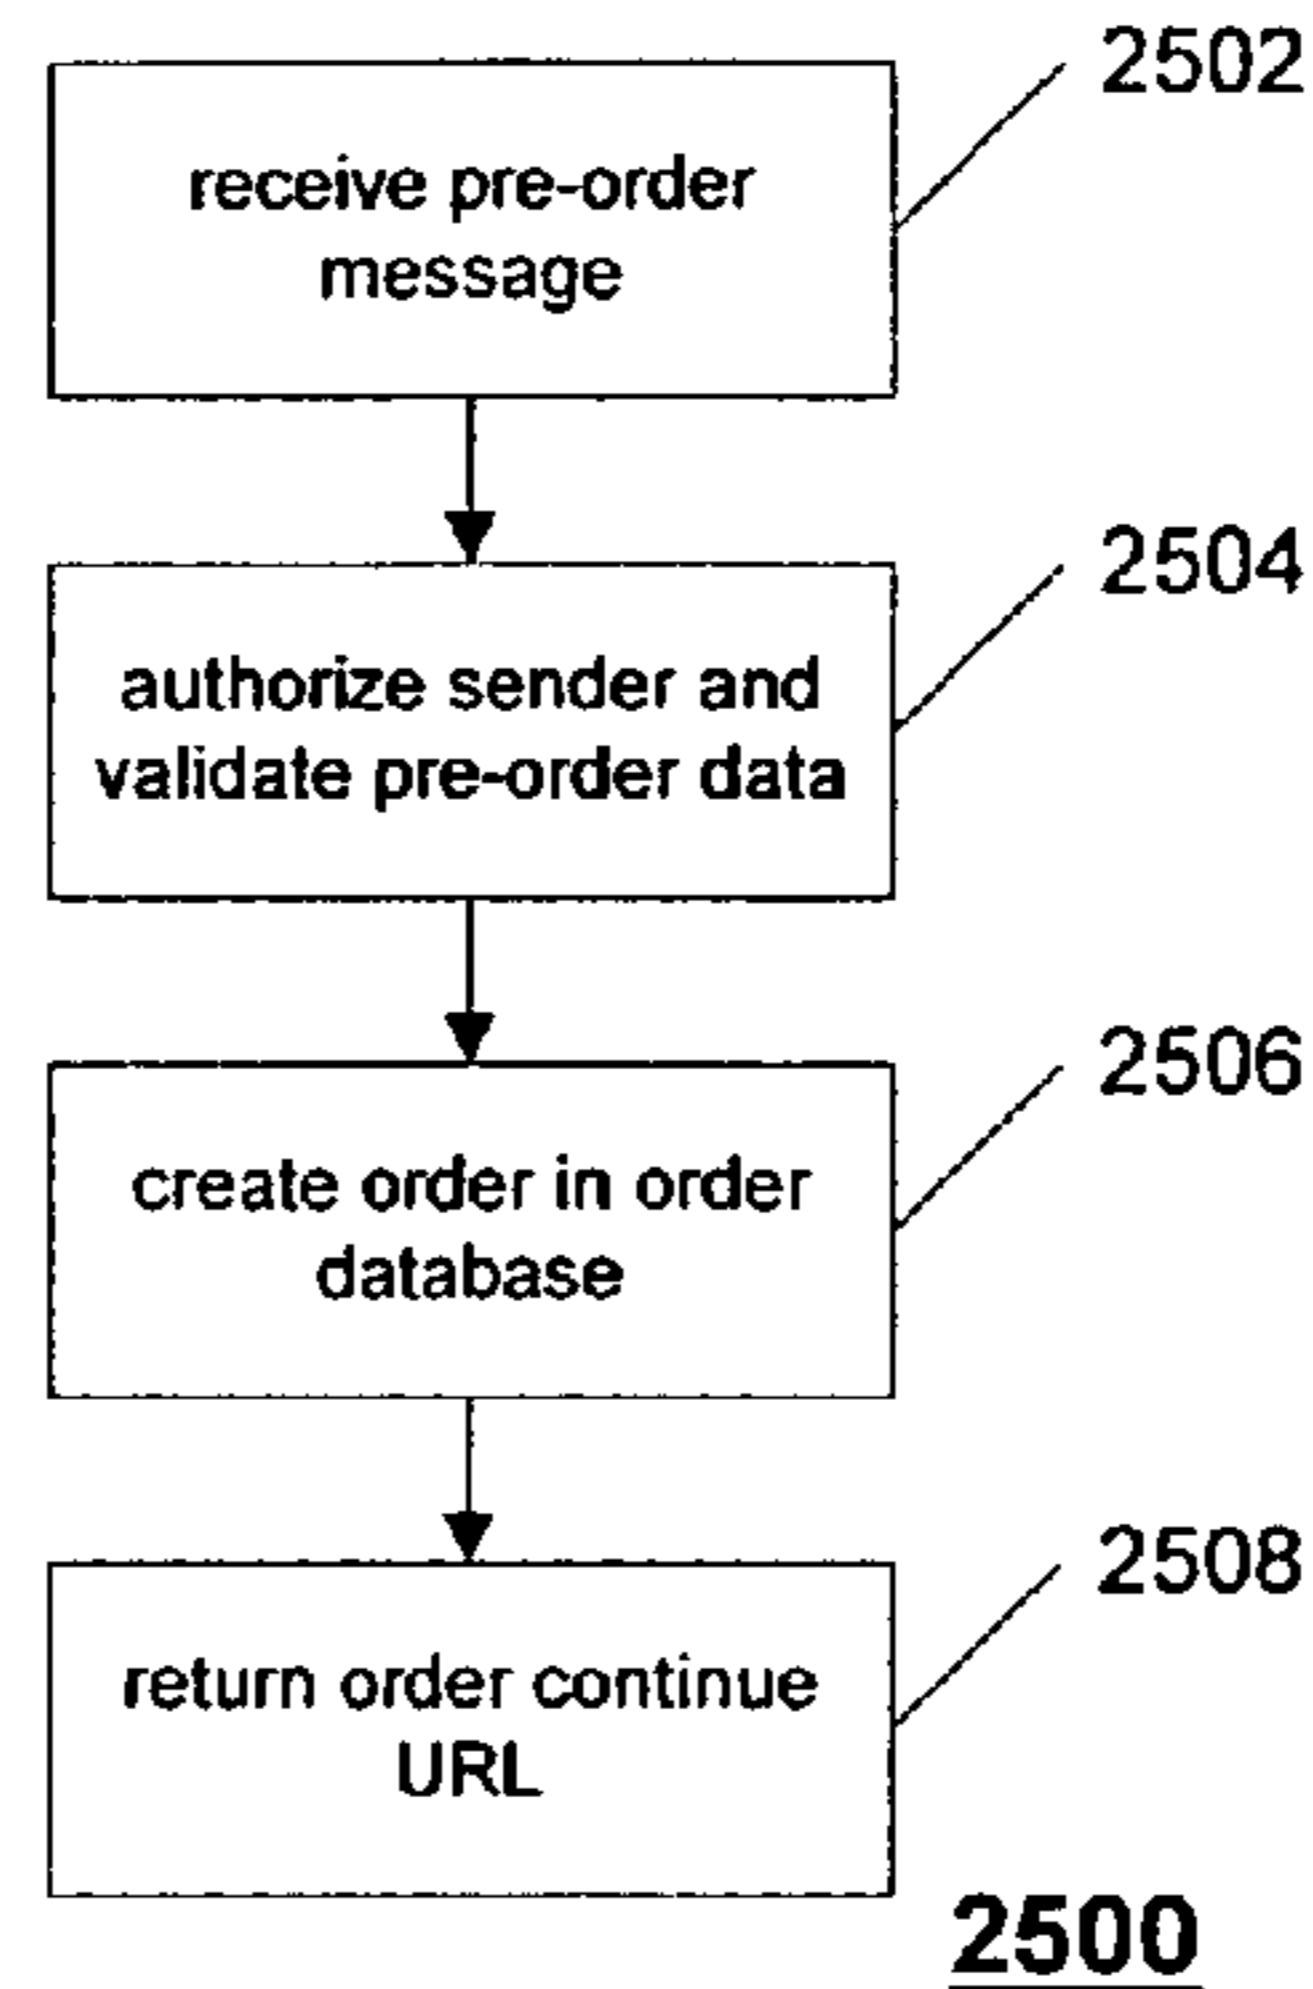 2502
receive pre-order
message
2504
authorize sender and
validate pre-order data
2506
create order in order
database
2508
return order continue
URL
2500